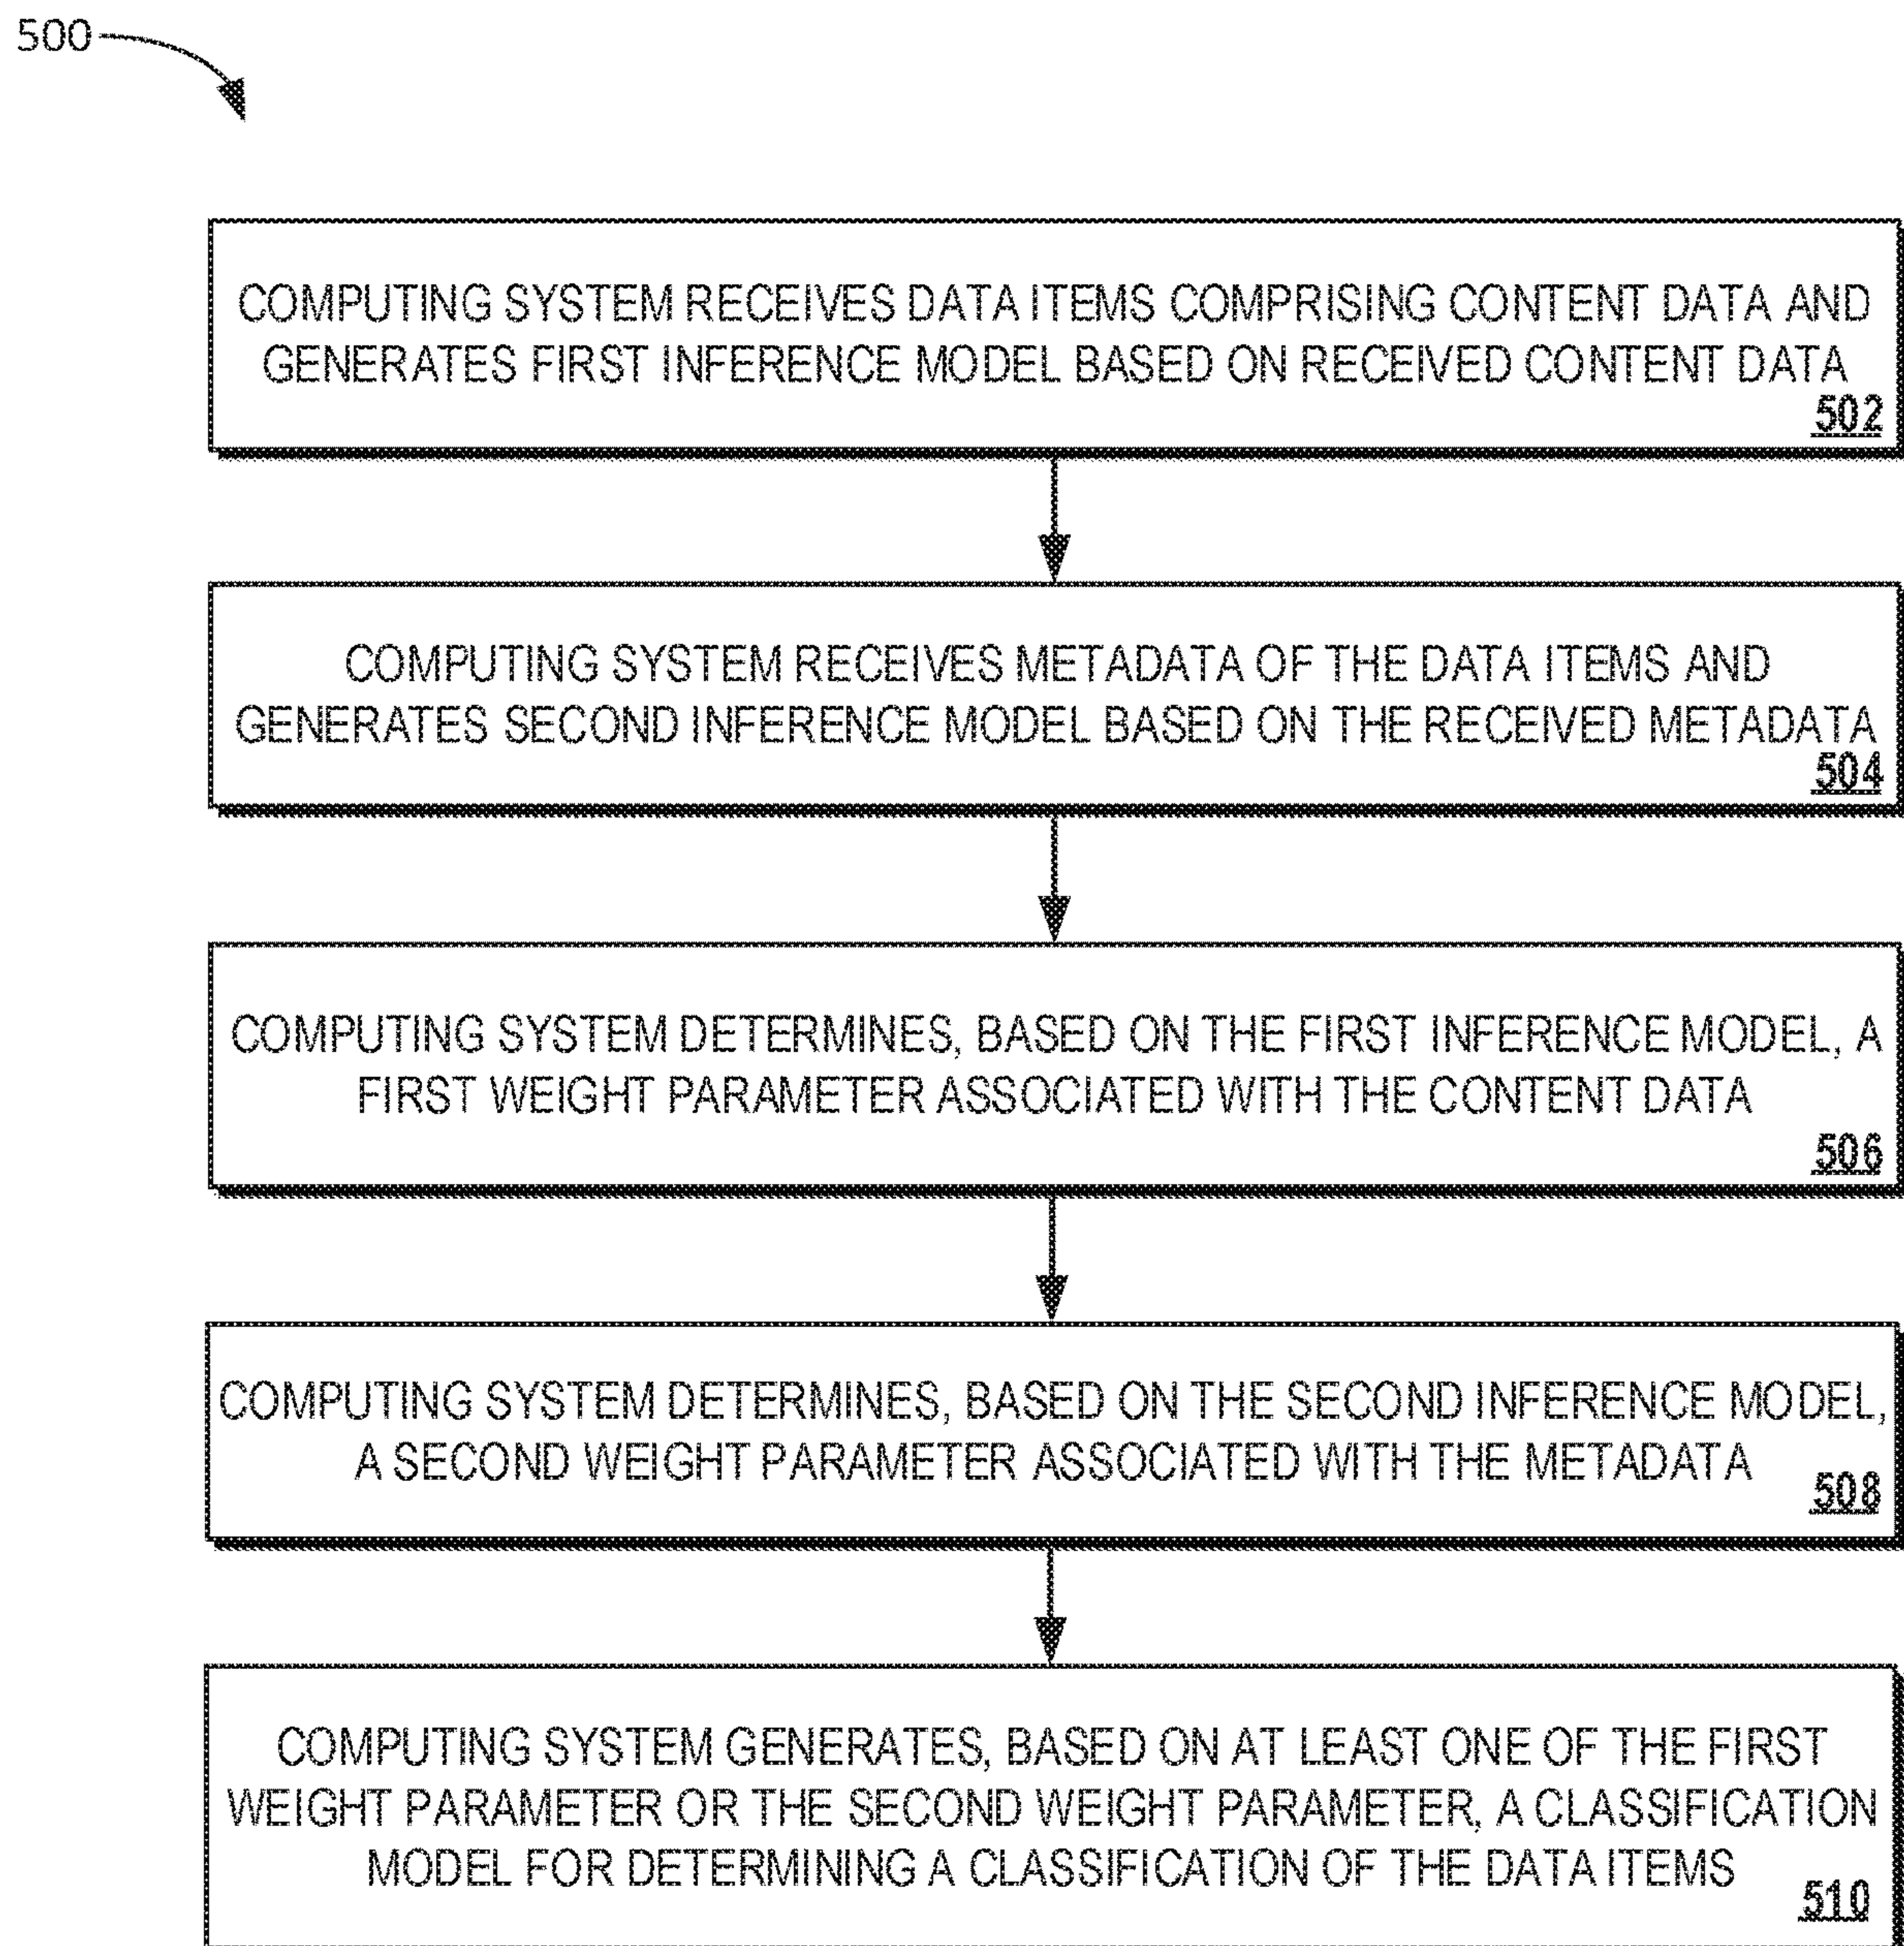 500
COMPUTING SYSTEM RECEIVES DATA ITEMS COMPRISING CONTENT DATA AND
GENERATES FIRST INFERENCE MODEL BASED ON RECEIVED CONTENT DATA
502
COMPUTING SYSTEM RECEIVES METADATA OF THE DATA ITEMS AND
GENERATES SECOND INFERENCE MODEL BASED ON THE RECEIVED METADATA
504
COMPUTING SYSTEM DETERMINES, BASED ON THE FIRST INFERENCE MODEL, A
FIRST WEIGHT PARAMETER ASSOCIATED WITH THE CONTENT DATA
506
COMPUTING SYSTEM DETERMINES, BASED ON THE SECOND INFERENCE MODEL,
A SECOND WEIGHT PARAMETER ASSOCIATED WITH THE METADATA
508
COMPUTING SYSTEM GENERATES, BASED ON AT LEAST ONE OF THE FIRST
WEIGHT PARAMETER OR THE SECOND WEIGHT PARAMETER, A CLASSIFICATION
MODEL FOR DETERMINING A CLASSIFICATION OF THE DATA ITEMS
510